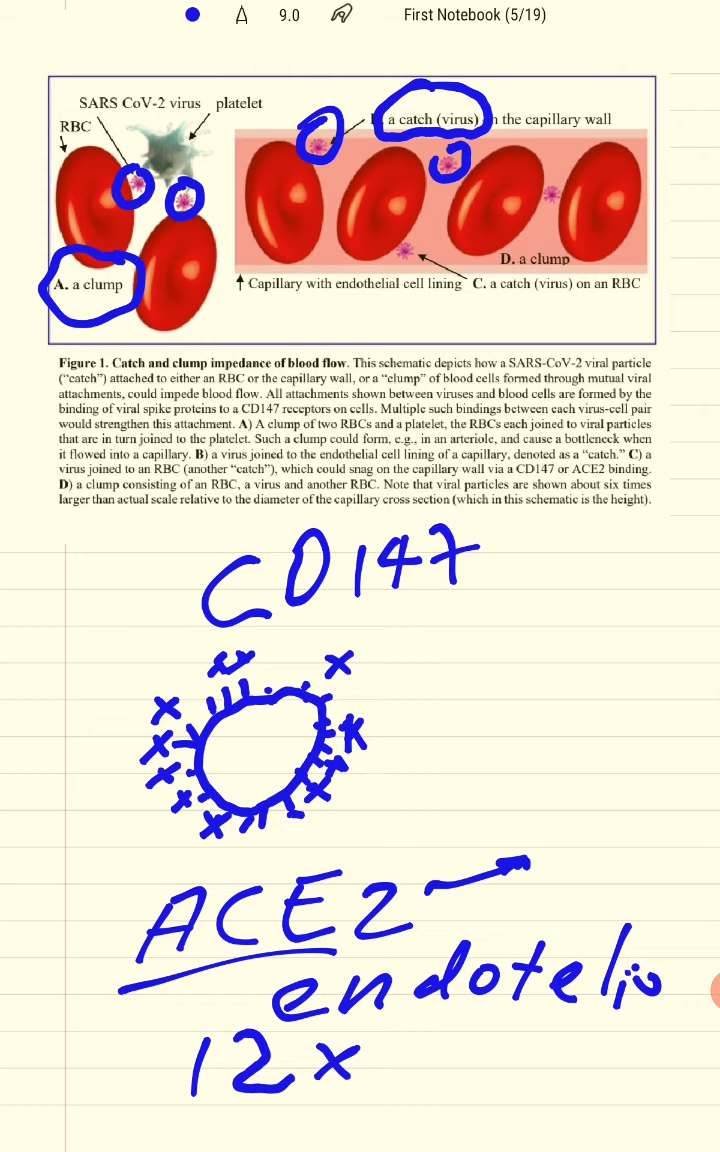 9.0 First Notebook (5/19)
SARS CoV-2 virus platelet
RBC
a catch (virus) n the capillary wall
A. a clump
D. a clump
Capillary with endothelial cell lining C. a catch (virus) on an RBC
Figure 1. Catch and clump impedance of blood flow. This schematic depicts how a SARS-CoV-2 viral particle
("catch") attached to either an RBC or the capillary wall, or a "clump" of blood cells formed through mutual viral
attachments, could impede blood flow. All attachments shown between viruses and blood cells are formed by the
binding of viral spike proteins to a CD147 receptors on cells. Multiple such bindings between each virus-cell pair
would strengthen this attachment. A) A clump of two RBCs and a platelet, the RBCs each joined to viral particles
that are in turn joined to the platelet. Such a clump could form, e.g., in an arteriole, and cause a bottleneck when
it flowed into a capillary. B) a virus joined to the endothelial cell lining of a capillary, denoted as a "catch." C) a
virus joined to an RBC (another "catch"), which could snag on the capillary wall via a CD147 or ACE2 binding.
D) a clump consisting of an RBC, a virus and another RBC. Note that viral particles are shown about six times
larger than actual scale relative to the diameter of the capillary cross section (which in this schematic is the height).
CD147
ACE2
endotelio
12x